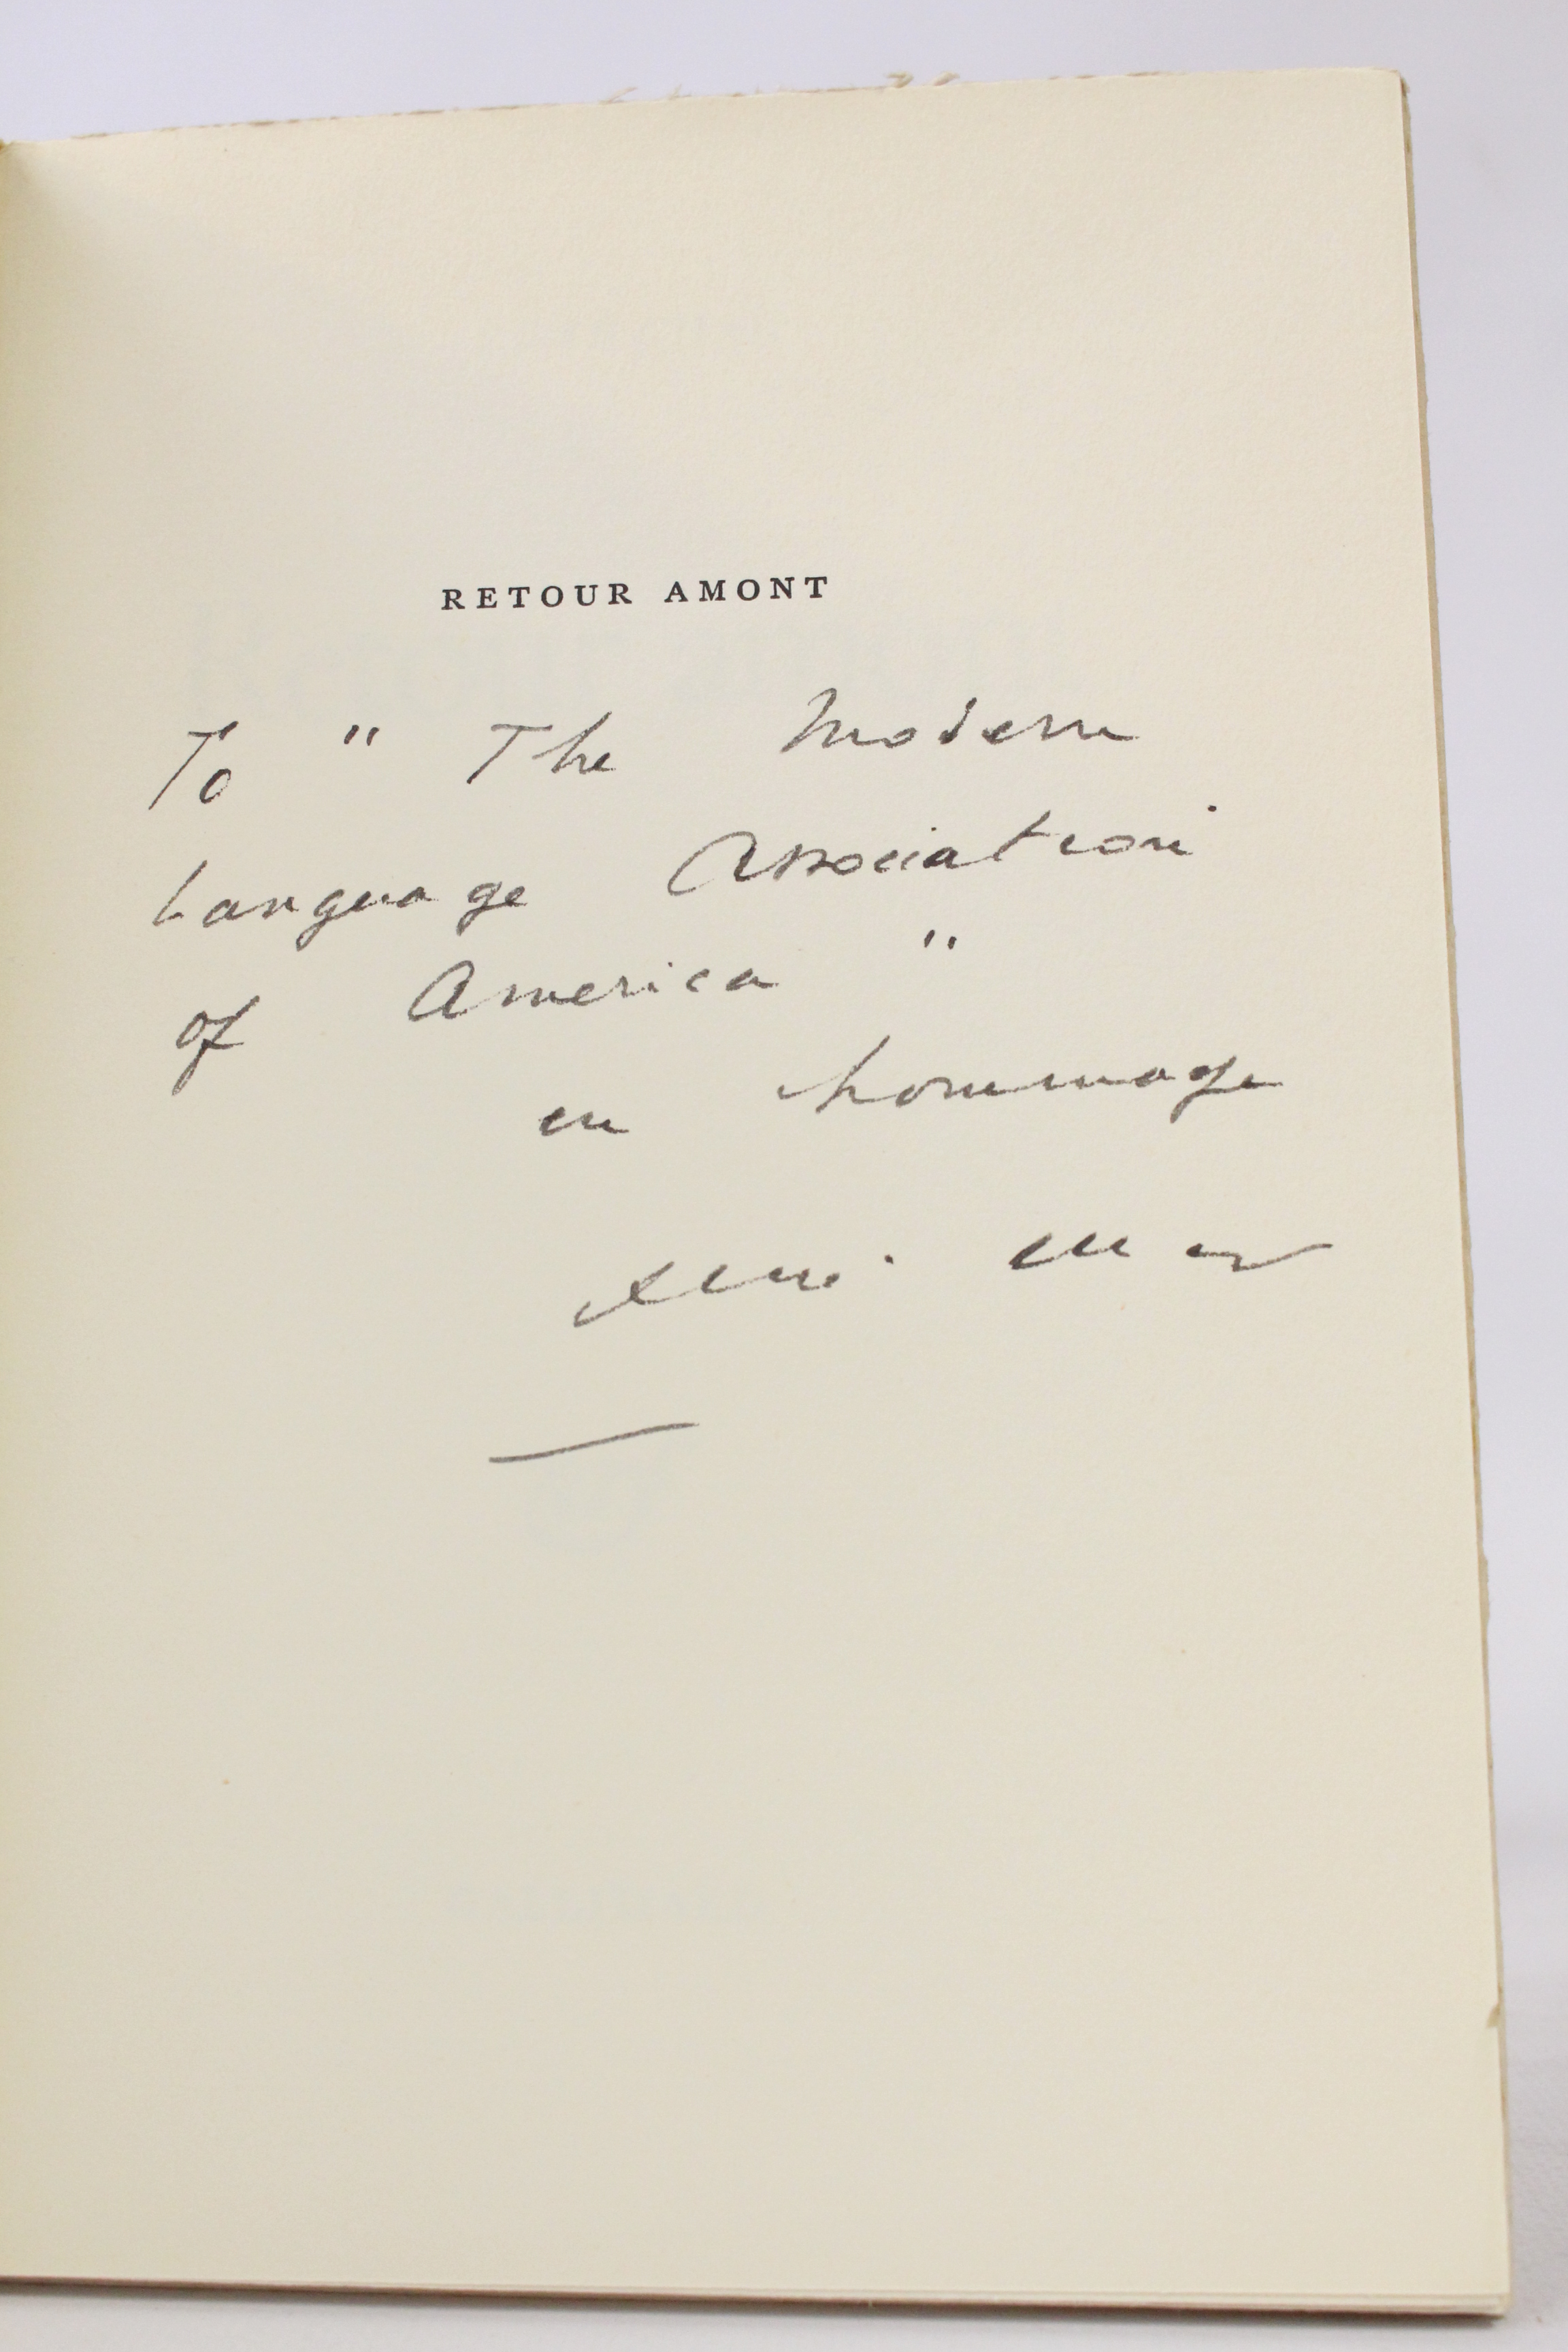 RETOUR AMONT
To " The Modern
Language Association
of America "
en hommage